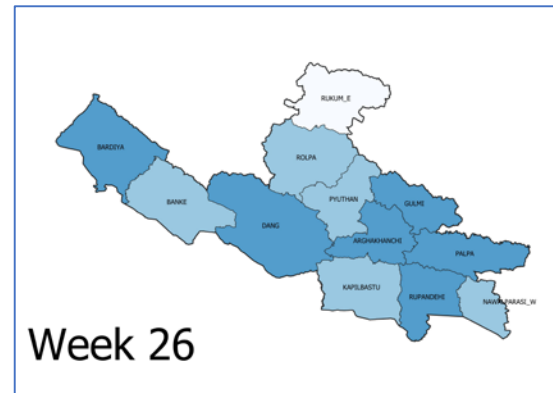 RUKUM_E
BARDIYA
ROLPA
BANKE
PYUTHAN
GULMI
DANG
ARGHAKHANCHI
PALPA
KAPILBASTU
RUPANDEHI
NAWALPARASI_W
Week 26